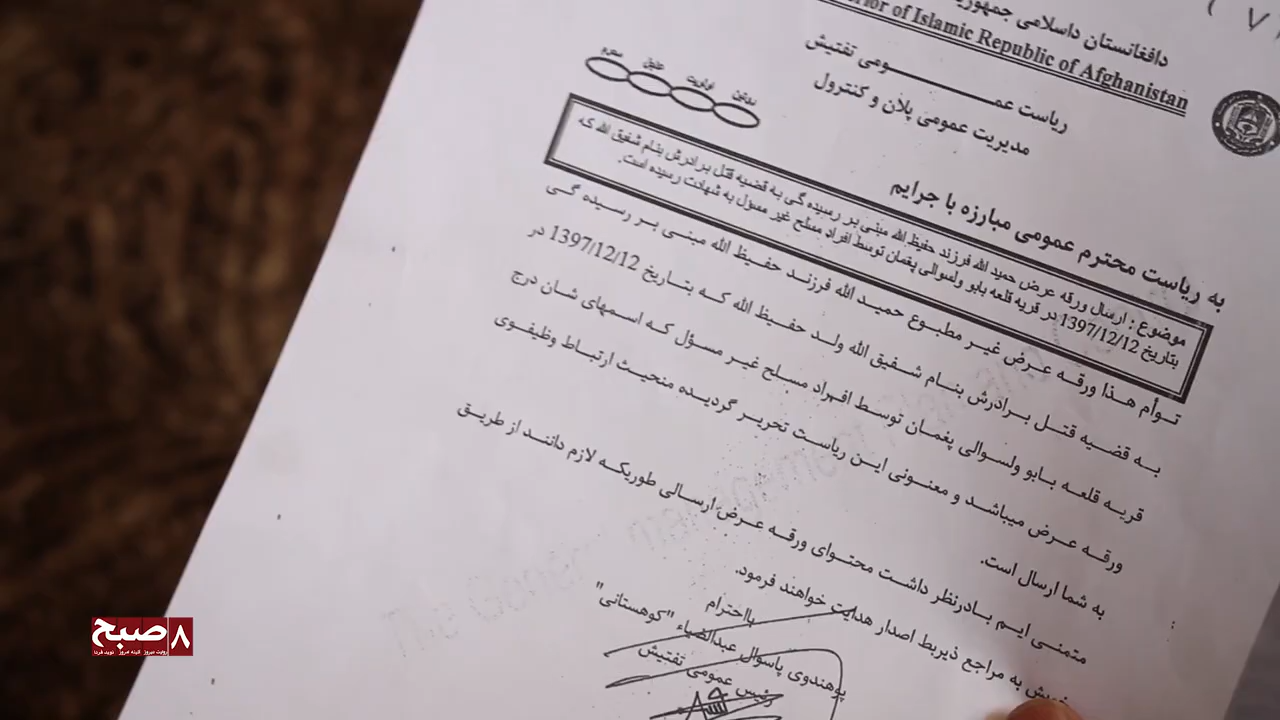 دافغانستان داسلامی جمهوری
of Islamic Republic of Afghanistan
ریاست عمومی تفتیش
مدیریت عمومی پلان و کنترول
محرم عاجل اولویت
به ریاست محترم عمومی مبارزه با جرایم
موضوع : ارسال ورقه عرض حمید الله فرزند حفیظ الله مبنی بر رسیده گی به قضیه قتل برادرش بنام شفیق الله که
بتاریخ 1397/12/12 در قریه قلعه بابو ولسوالی پغمان توسط افراد مسلح غیر مسؤل به شهادت رسیده است.
توأم هذا ورقه عرض غیر مطبوع حمید الله فرزند حفیظ الله مبنی بر رسیده گی
به قضیه قتل برادرش بنام شفیق الله ولد حفیظ الله که بتاریخ 1397/12/12 در
قریه قلعه بابو ولسوالی پغمان توسط افراد مسلح غیر مسؤل که اسمهای شان درج
ورقه عرض میباشد و معنونی این ریاست تحریر گردیده منحیث ارتباط وظیفوی
به شما ارسال است.
متمنی ایم بادرنظر داشت محتوای ورقه عرض ارسالی طوریکه لازم دانند از طریق
خویش به مراجع ذیربط اصدار هدایت خواهند فرمود.
بااحترام
پوهندوی پاسوال عبدالضیاء "کوهستانی"
رئیس عمومی تفتیش
۸صبح